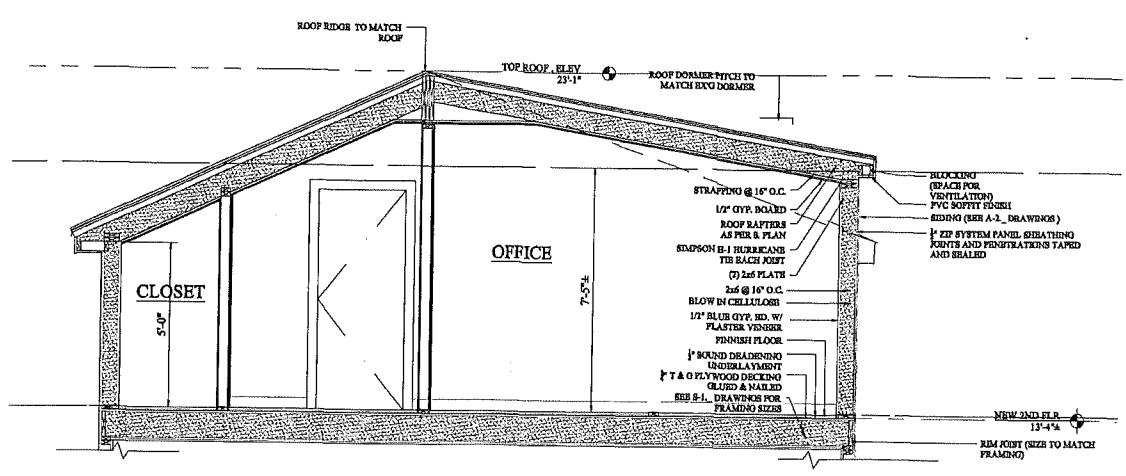 ROOF RIDGE TO MATCH
ROOF
TOP ROOF, ELEV
23'-1"
ROOF DORMER PITCH TO
MATCH EX'G DORMER
BLOCKING
(SPACE FOR
VENTILATION)
PVC SOFFIT FINISH
SIDING (SEE A-2._ DRAWINGS )
ZIP SYSTEM PANEL SHEATHING
JOINTS AND PENETRATIONS TAPED
AND SEALED
STRAPPING @ 16" O.C.
1/2" GYP. BOARD
ROOF RAFTERS
AS PER S. PLAN
SIMPSON H-1 HURRICANE
TIE EACH JOIST
(2) 2x6 PLATE
2x6 @ 16" O.C.
BLOW IN CELLULOSE
1/2" BLUE GYP. BD. W/
PLASTER VENEER
FINNISH FLOOR
SOUND DEADENING
UNDERLAYMENT
T & G PLYWOOD DECKING
GLUED & NAILED
SEE S-1._ DRAWINGS FOR
FRAMING SIZES
OFFICE
CLOSET
5'-0"
7'-5"±
NEW 2ND FLR
13'-4"±
RIM JOIST (SIZE TO MATCH
FRAMING)